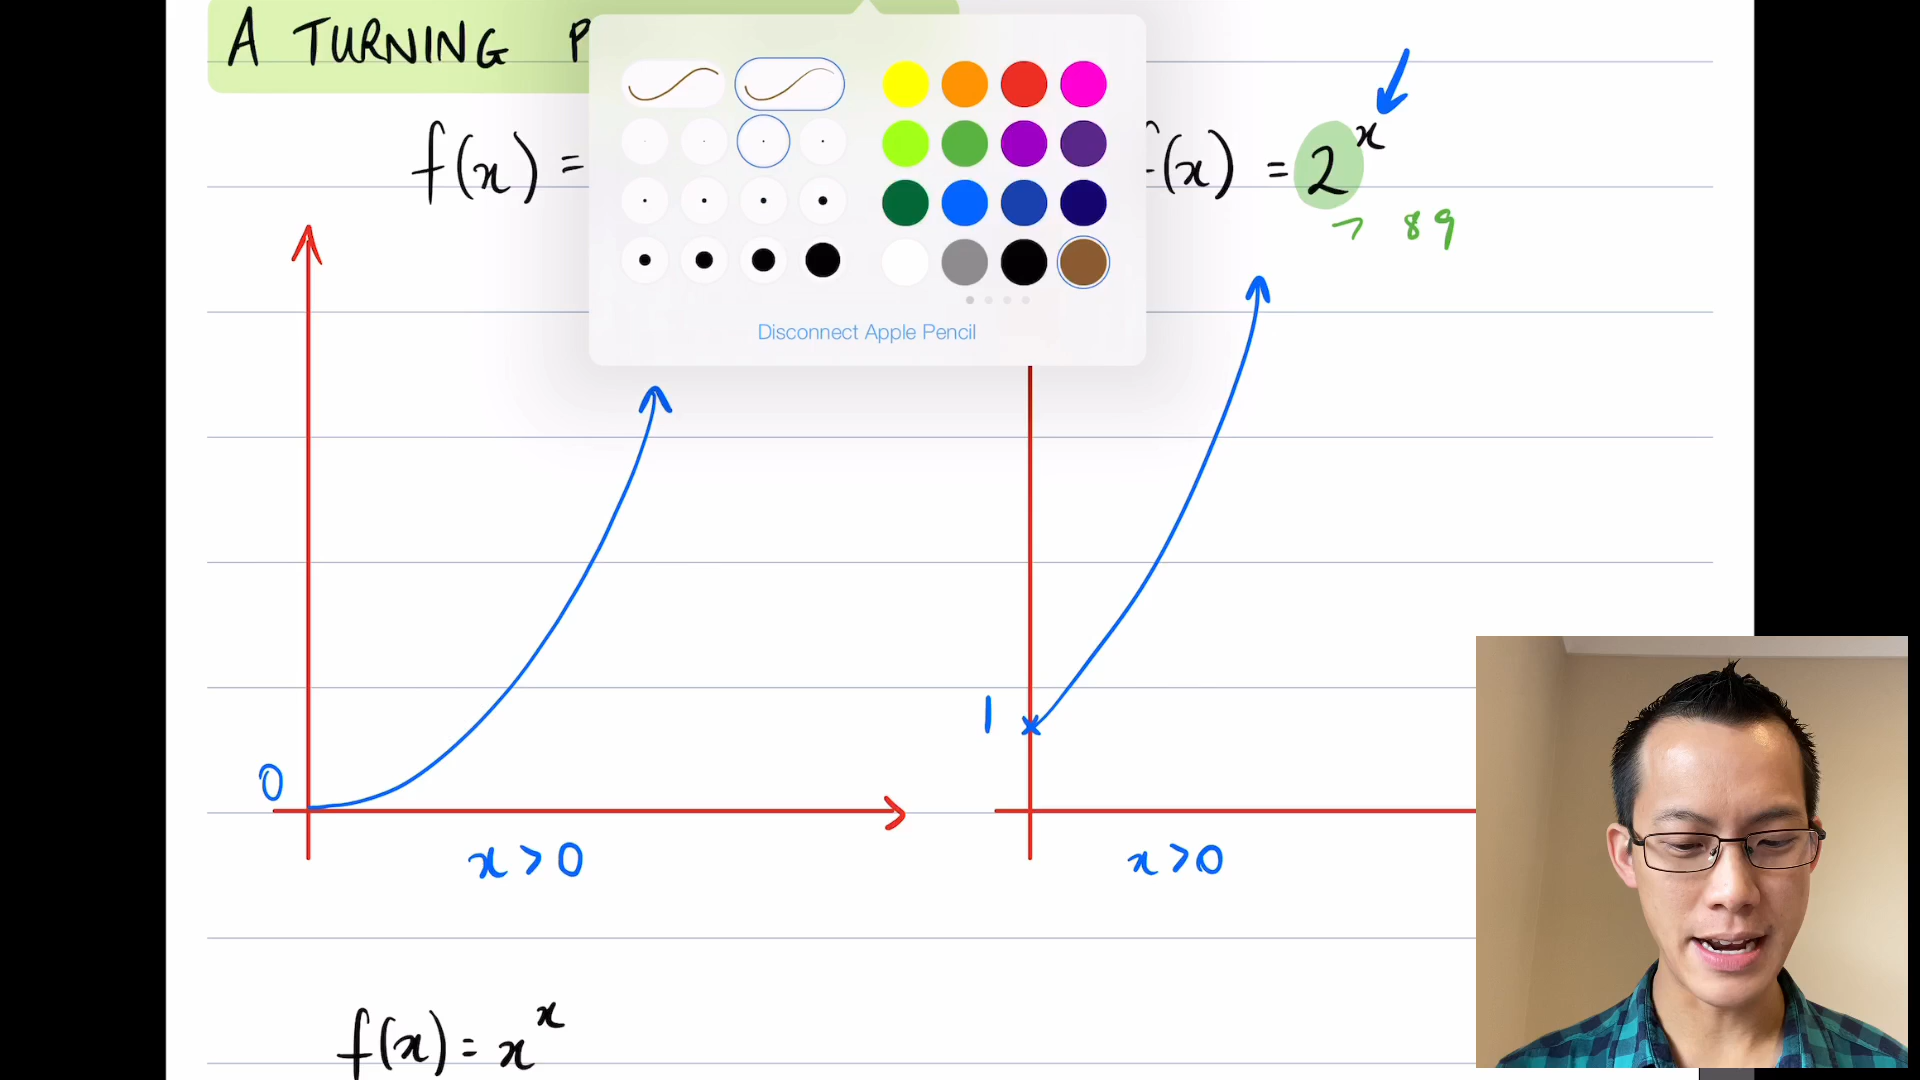 A TURNING P
f(x) =
f(x) = 2^x
7 8 9
Disconnect Apple Pencil
1
0
x > 0
x > 0
f(x) = x^x